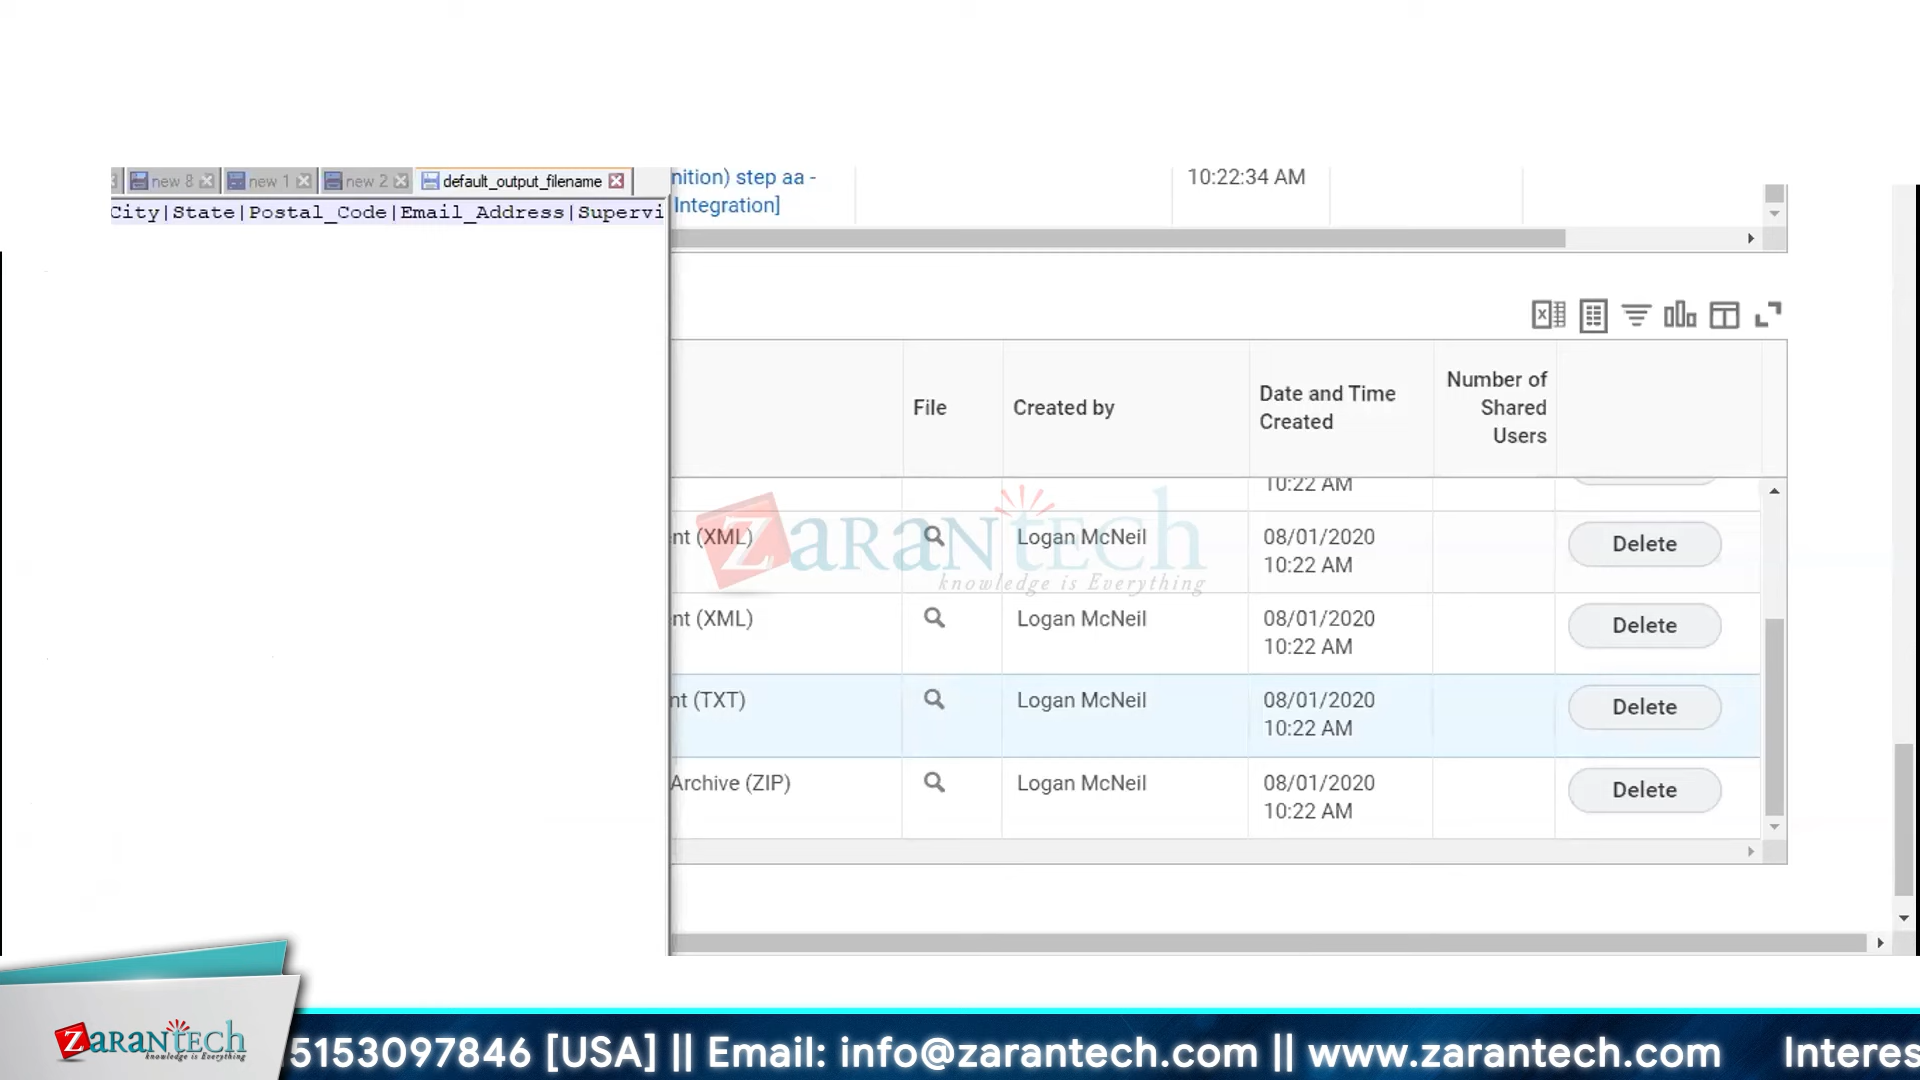 new 8
new 1
new 2
default_output_filename
City|State|Postal_Code|Email_Address|Supervi
nition) step aa -
Integration]
10:22:34 AM
File
Created by
Date and Time
Created
Number of
Shared
Users
10:22 AM
nt (XML)
Logan McNeil
08/01/2020
10:22 AM
Delete
nt (XML)
Logan McNeil
08/01/2020
10:22 AM
Delete
nt (TXT)
Logan McNeil
08/01/2020
10:22 AM
Delete
Archive (ZIP)
Logan McNeil
08/01/2020
10:22 AM
Delete
ZARANTECH
knowledge is Everything
ZARANTECH
knowledge is Everything
5153097846 [USA] || Email: info@zarantech.com || www.zarantech.com Interes